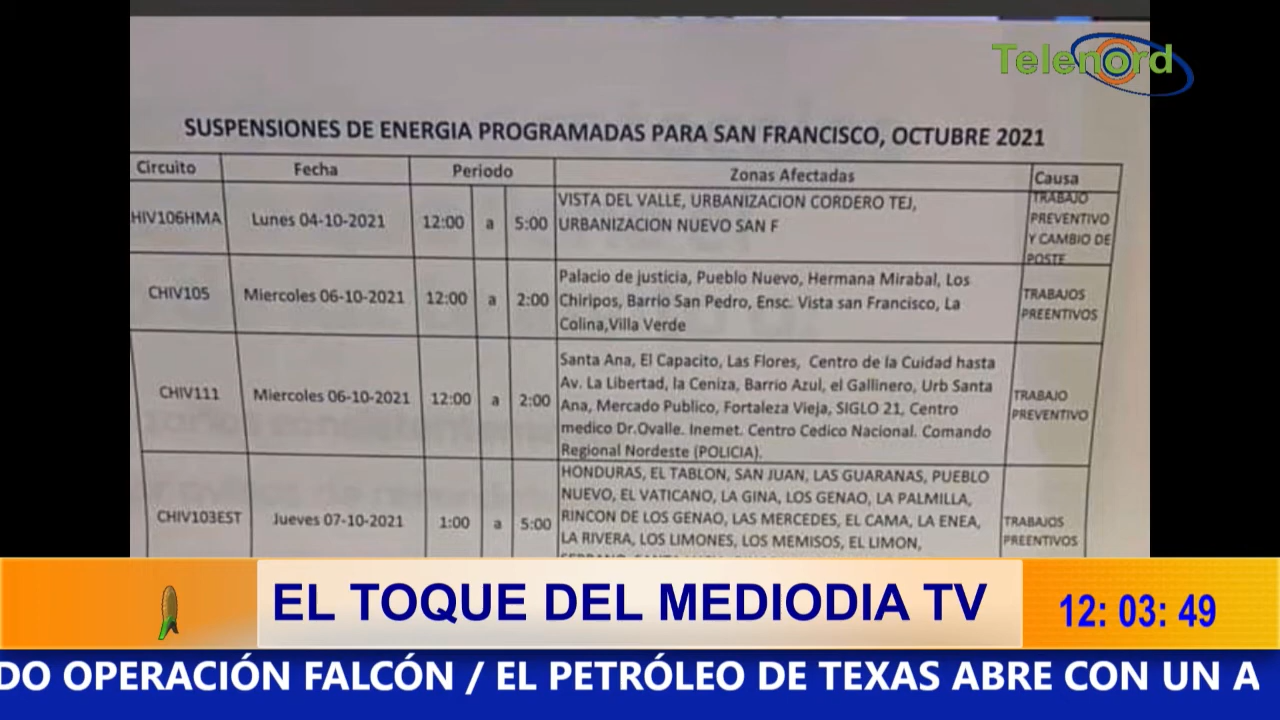 Telenord
SUSPENSIONES DE ENERGIA PROGRAMADAS PARA SAN FRANCISCO, OCTUBRE 2021
Circuito Fecha Periodo Zonas Afectadas Causa
HIV106HMA Lunes 04-10-2021 12:00 a 5:00
VISTA DEL VALLE, URBANIZACION CORDERO TEJ,
URBANIZACION NUEVO SAN F
TRABAJO
PREVENTIVO
Y CAMBIO DE
POSTE
CHIV105 Miercoles 06-10-2021 12:00 a 2:00
Palacio de justicia, Pueblo Nuevo, Hermana Mirabal, Los
Chiripos, Barrio San Pedro, Ensc. Vista san Francisco, La
Colina,Villa Verde
TRABAJOS
PREENTIVOS
CHIV111 Miercoles 06-10-2021 12:00 a 2:00
Santa Ana, El Capacito, Las Flores, Centro de la Cuidad hasta
Av. La Libertad, la Ceniza, Barrio Azul, el Gallinero, Urb Santa
Ana, Mercado Publico, Fortaleza Vieja, SIGLO 21, Centro
medico Dr.Ovalle. Inemet. Centro Cedico Nacional. Comando
Regional Nordeste (POLICIA).
TRABAJO
PREVENTIVO
CHIV103EST Jueves 07-10-2021 1:00 a 5:00
HONDURAS, EL TABLON, SAN JUAN, LAS GUARANAS, PUEBLO
NUEVO, EL VATICANO, LA GINA, LOS GENAO, LA PALMILLA,
RINCON DE LOS GENAO, LAS MERCEDES, EL CAMA, LA ENEA,
LA RIVERA, LOS LIMONES, LOS MEMISOS, EL LIMON,
TRABAJOS
PREENTIVOS
EL TOQUE DEL MEDIODIA TV
12: 03: 49
DO OPERACIÓN FALCÓN / EL PETRÓLEO DE TEXAS ABRE CON UN A